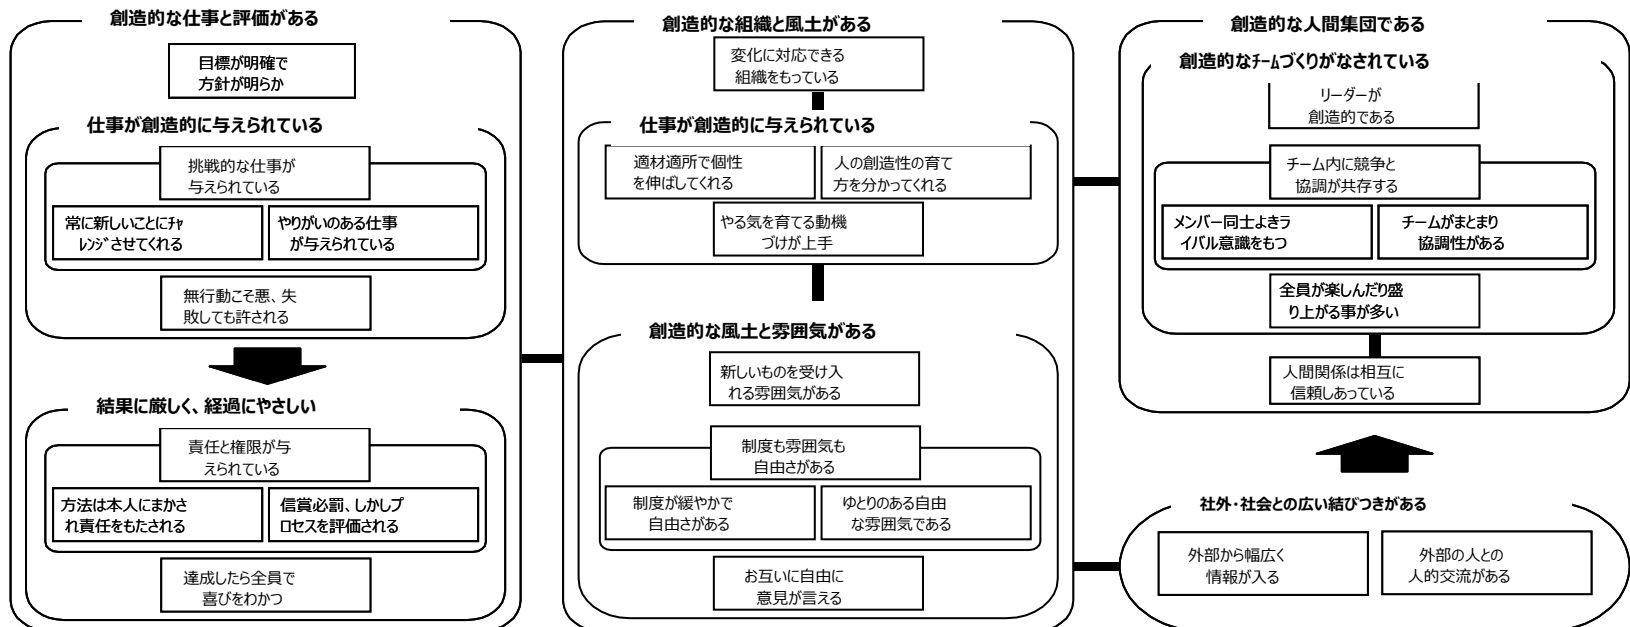 創造的な仕事と評価がある
目標が明確で
方針が明らか
仕事が創造的に与えられている
挑戦的な仕事が
与えられている
常に新しいことにﾁｬ
ﾚﾝｼﾞさせてくれる
やりがいのある仕事
が与えられている
無行動こそ悪、失
敗しても許される
結果に厳しく、経過にやさしい
責任と権限が与
えられている
方法は本人にまかさ
れ責任をもたされる
信賞必罰、しかしプ
ロセスを評価される
達成したら全員で
喜びをわかつ
創造的な組織と風土がある
変化に対応できる
組織をもっている
仕事が創造的に与えられている
適材適所で個性
を伸ばしてくれる
人の創造性の育て
方を分かってくれる
やる気を育てる動機
づけが上手
創造的な風土と雰囲気がある
新しいものを受け入
れる雰囲気がある
制度も雰囲気も
自由さがある
制度が緩やかで
自由さがある
ゆとりのある自由
な雰囲気である
お互いに自由に
意見が言える
創造的な人間集団である
創造的なﾁｰﾑづくりがなされている
リーダーが
創造的である
チーム内に競争と
協調が共存する
メンバー同士よきラ
イバル意識をもつ
チームがまとまり
協調性がある
全員が楽しんだり盛
り上がる事が多い
人間関係は相互に
信頼しあっている
社外・社会との広い結びつきがある
外部から幅広く
情報が入る
外部の人との
人的交流がある